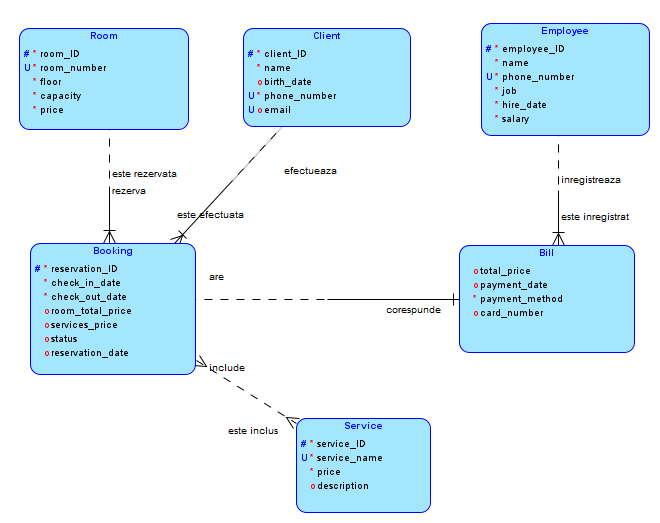 Room
# * room_ID
U * room_number
* floor
* capacity
* price
Client
# * client_ID
* name
o birth_date
U * phone_number
U o email
Employee
# * employee_ID
* name
U * phone_number
* job
* hire_date
* salary
este rezervata
rezerva
efectueaza
este efectuata
inregistreaza
este inregistrat
Booking
# * reservation_ID
* check_in_date
* check_out_date
o room_total_price
o services_price
o status
o reservation_date
are
corespunde
Bill
o total_price
o payment_date
* payment_method
o card_number
include
este inclus
Service
# * service_ID
U * service_name
* price
o description